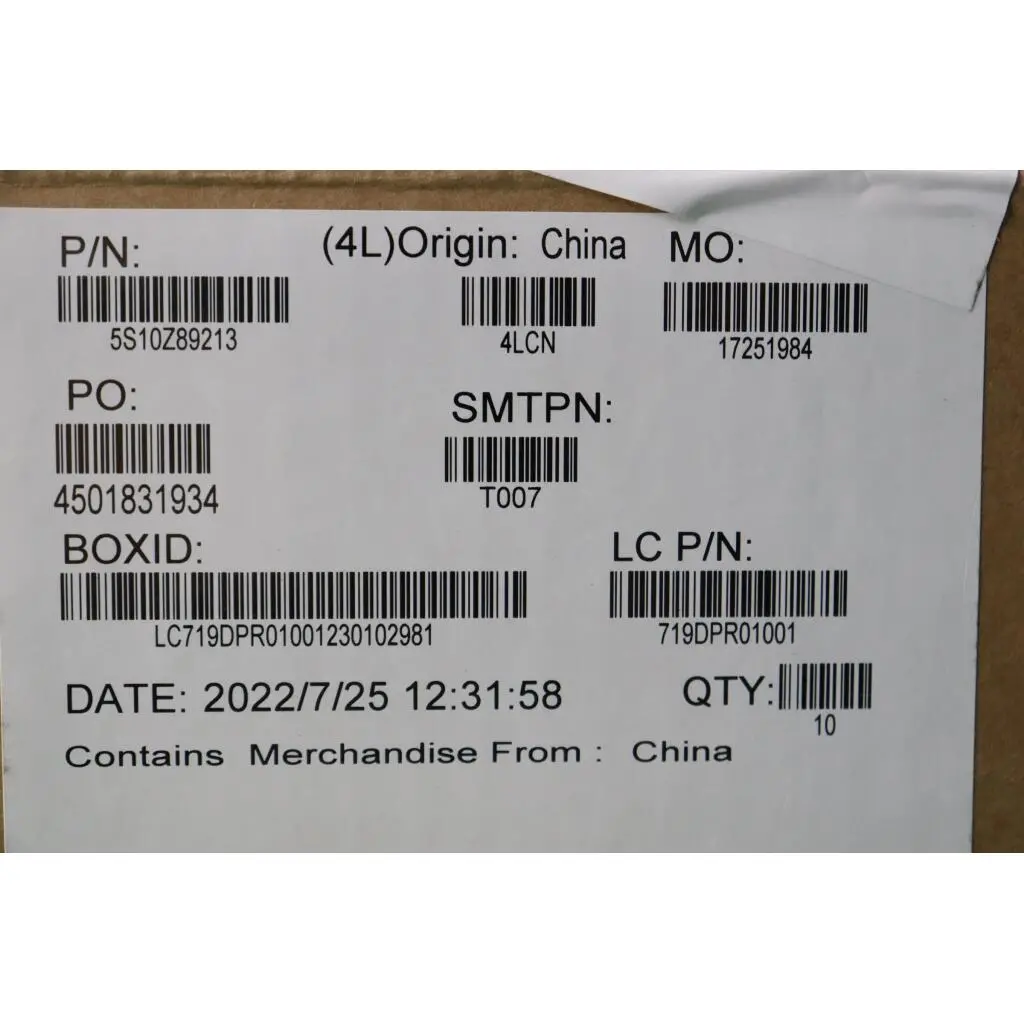 P/N: (4L)Origin: China MO:
5S10Z89213 4LCN 17251984
PO: SMTPN:
4501831934 T007
BOXID: LC P/N:
LC719DPR01001230102981 719DPR01001
DATE: 2022/7/25 12:31:58 QTY:
10
Contains Merchandise From : China